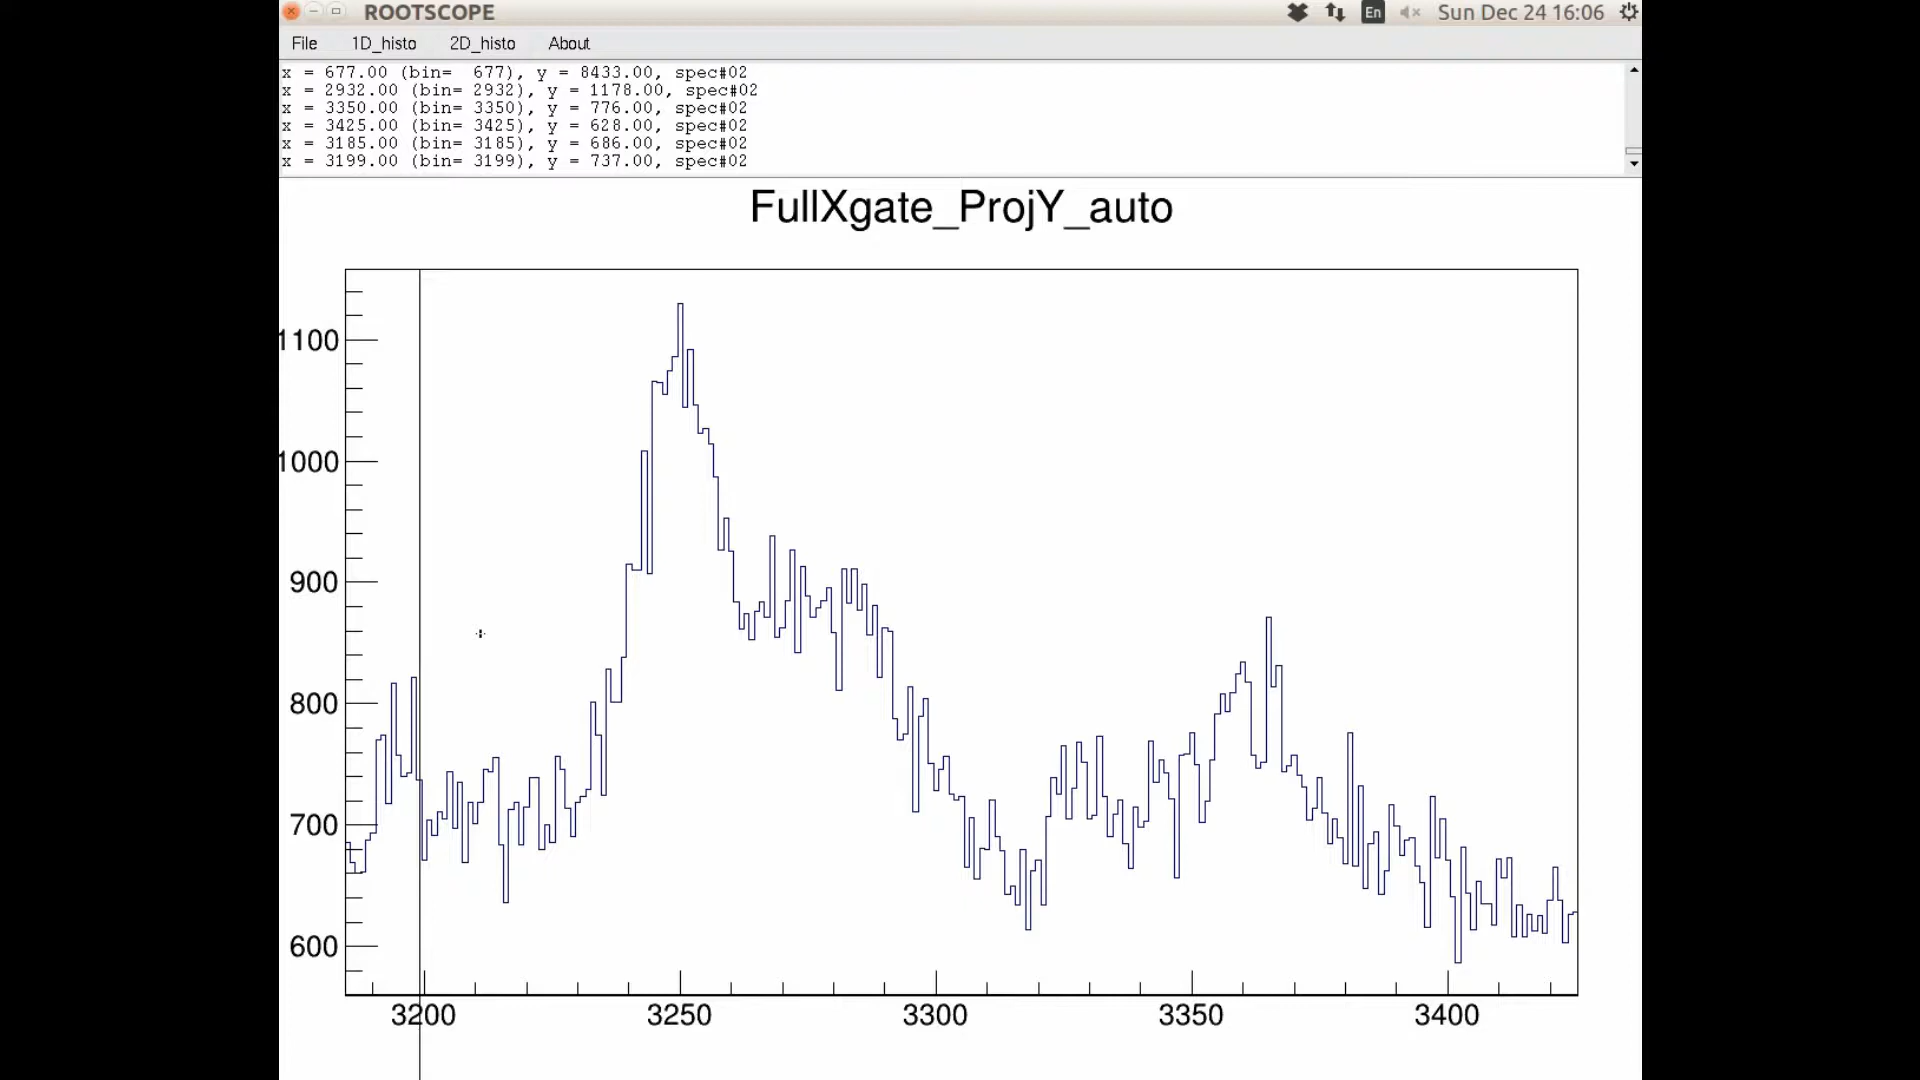 ROOTSCOPE
En
Sun Dec 24 16:06
File 1D_histo 2D_histo About
x = 677.00 (bin=  677), y = 8433.00, spec#02
x = 2932.00 (bin= 2932), y = 1178.00, spec#02
x = 3350.00 (bin= 3350), y = 776.00, spec#02
x = 3425.00 (bin= 3425), y = 628.00, spec#02
x = 3185.00 (bin= 3185), y = 686.00, spec#02
x = 3199.00 (bin= 3199), y = 737.00, spec#02
FullXgate_ProjY_auto
1100
1000
900
800
700
600
3200 3250 3300 3350 3400